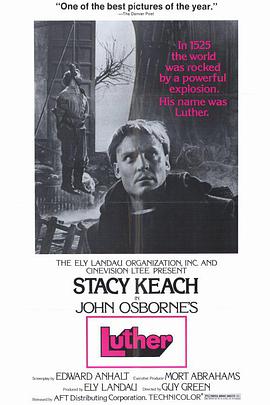 "One of the best pictures of the year."
—The Denver Post
In 1525
the world
was rocked
by a powerful
explosion.
His name was
Luther.
THE ELY LANDAU ORGANIZATION, INC. AND
CINEVISION LTEE PRESENT
STACY KEACH
IN
JOHN OSBORNE'S
Luther
Screenplay by EDWARD ANHALT Executive Producer MORT ABRAHAMS
Produced by ELY LANDAU Directed by GUY GREEN
Released by AFT Distributing Corporation. TECHNICOLOR®